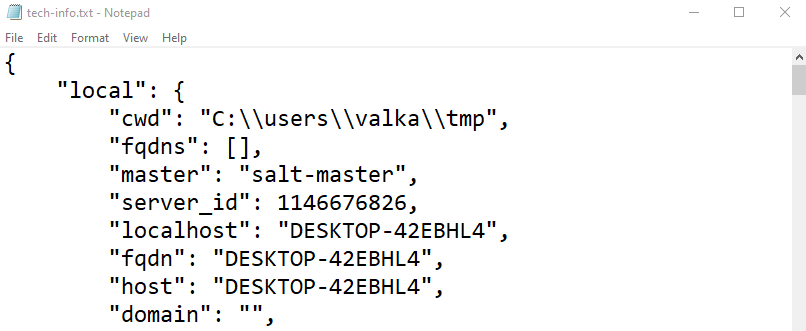 tech-info.txt - Notepad
File Edit Format View Help
{
"local": {
"cwd": "C:\\users\\valka\\tmp",
"fqdns": [],
"master": "salt-master",
"server_id": 1146676826,
"localhost": "DESKTOP-42EBHL4",
"fqdn": "DESKTOP-42EBHL4",
"host": "DESKTOP-42EBHL4",
"domain": "",